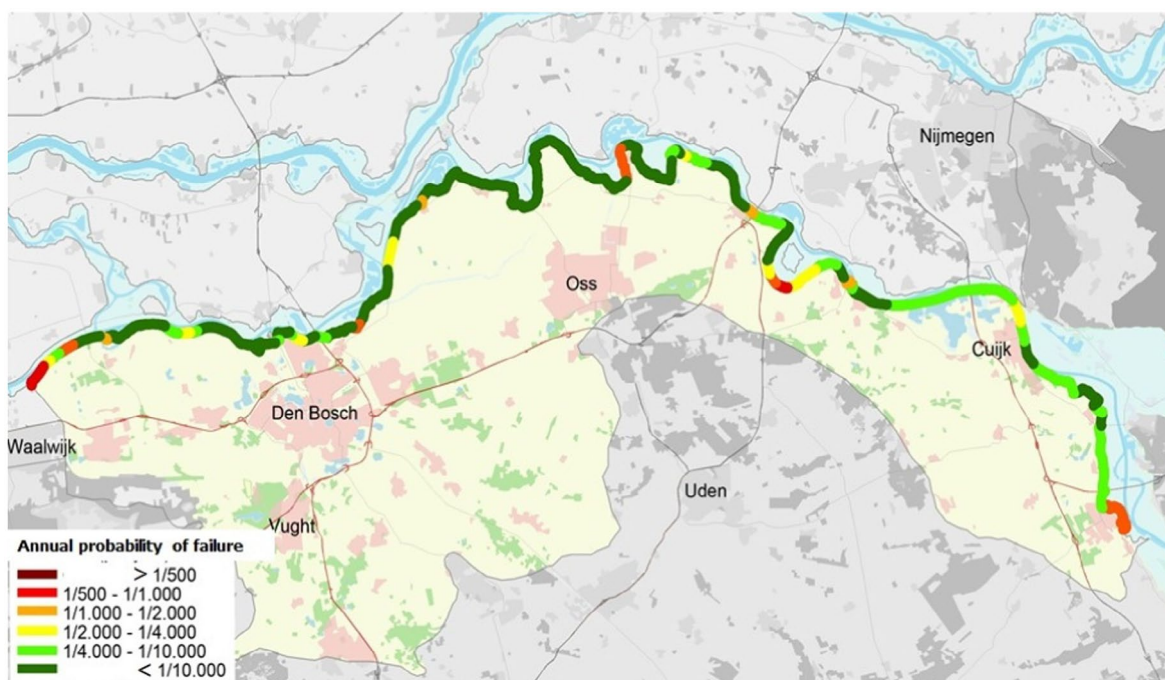 Nijmegen
Oss
Cuijk
Den Bosch
Waalwijk
Uden
Vught
Annual probability of failure
> 1/500
1/500 - 1/1.000
1/1.000 - 1/2.000
1/2.000 - 1/4.000
1/4.000 - 1/10.000
< 1/10.000